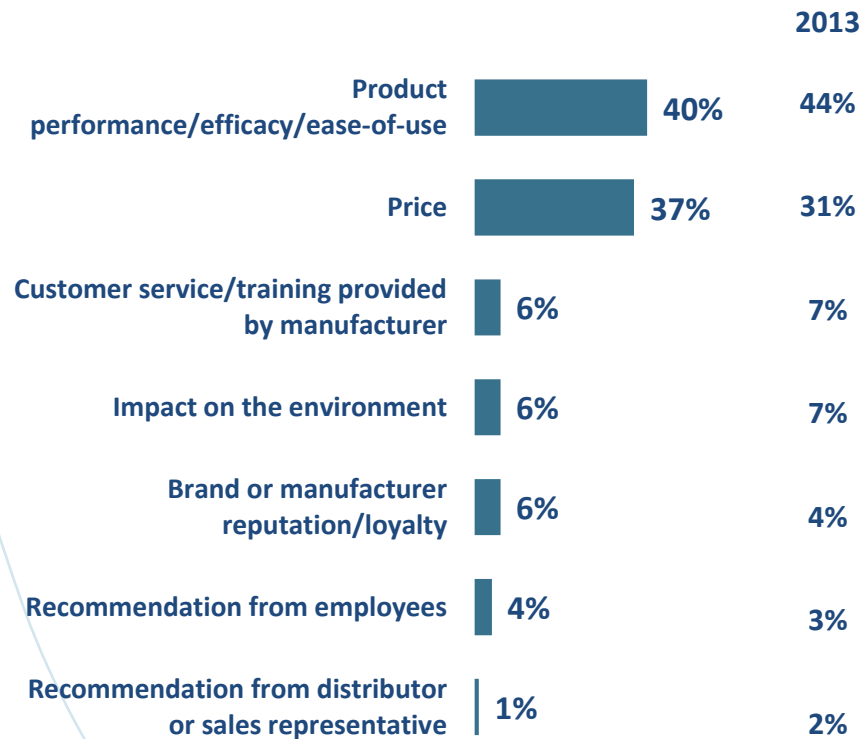 2013
Product
performance/efficacy/ease-of-use
40%
44%
Price
37%
31%
Customer service/training provided
by manufacturer
6%
7%
Impact on the environment
6%
7%
Brand or manufacturer
reputation/loyalty
6%
4%
Recommendation from employees
4%
3%
Recommendation from distributor
or sales representative
1%
2%